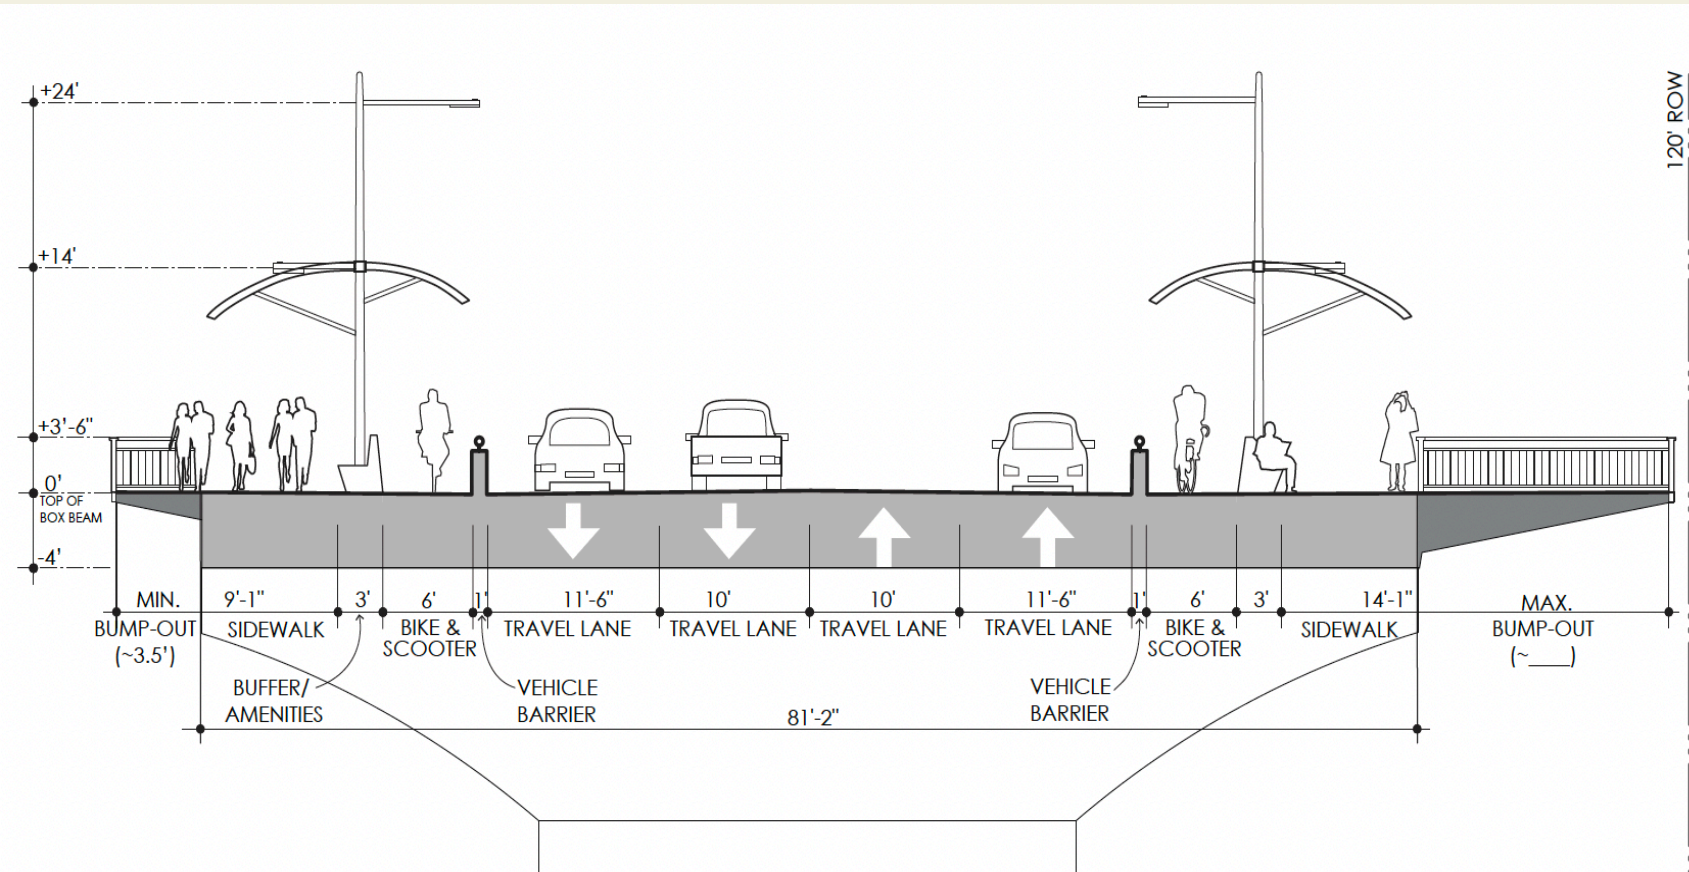 +24'
120' ROW
+14'
+3'-6"
0'
TOP OF
BOX BEAM
-4'
MIN.
BUMP-OUT
(~3.5')
9'-1"
SIDEWALK
3'
6'
BIKE &
SCOOTER
1'
11'-6"
TRAVEL LANE
10'
TRAVEL LANE
10'
TRAVEL LANE
11'-6"
TRAVEL LANE
1'
6'
BIKE &
SCOOTER
3'
14'-1"
SIDEWALK
MAX.
BUMP-OUT
(~____)
BUFFER/
AMENITIES
VEHICLE
BARRIER
VEHICLE
BARRIER
81'-2"